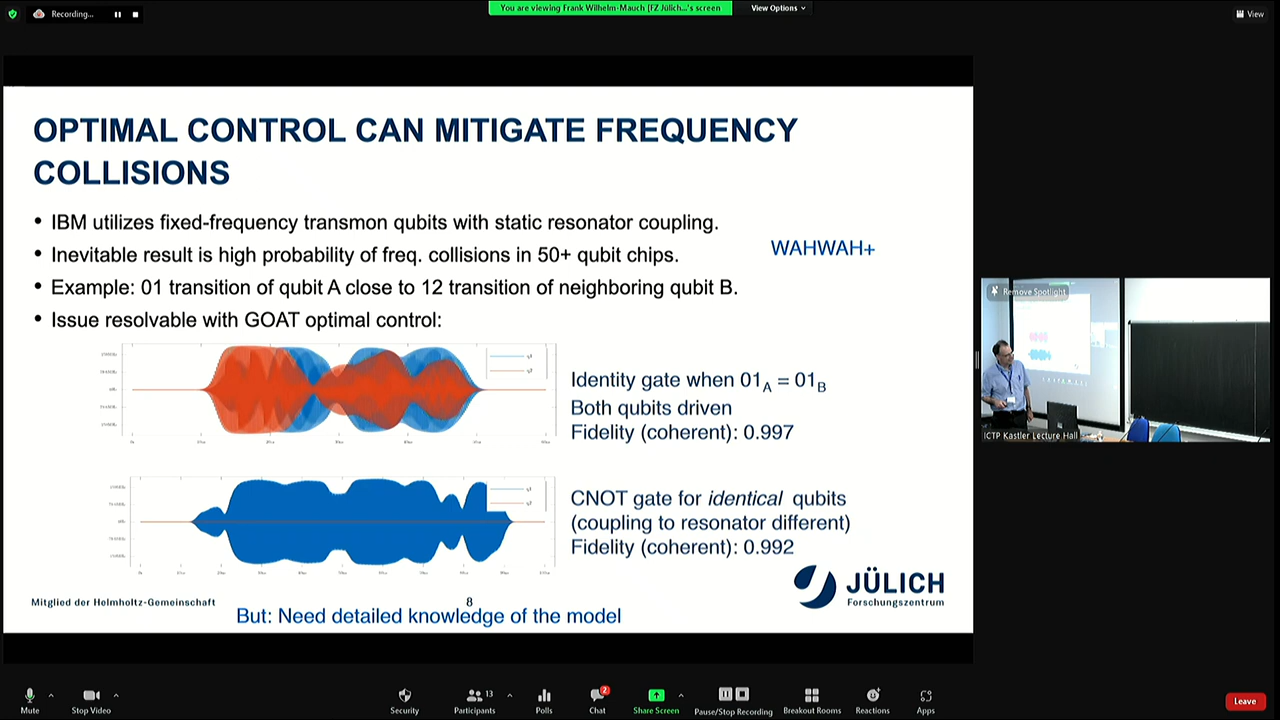 Recording...
You are viewing Frank Wilhelm-Mauch [FZ Jülich...'s screen
View Options
View
OPTIMAL CONTROL CAN MITIGATE FREQUENCY
COLLISIONS
• IBM utilizes fixed-frequency transmon qubits with static resonator coupling.
• Inevitable result is high probability of freq. collisions in 50+ qubit chips.
WAHWAH+
• Example: 01 transition of qubit A close to 12 transition of neighboring qubit B.
• Issue resolvable with GOAT optimal control:
Identity gate when 01A = 01B
Both qubits driven
Fidelity (coherent): 0.997
CNOT gate for identical qubits
(coupling to resonator different)
Fidelity (coherent): 0.992
JÜLICH
Forschungszentrum
Mitglied der Helmholtz-Gemeinschaft
8
But: Need detailed knowledge of the model
Remove Spotlight
ICTP Kastler Lecture Hall
Mute
Stop Video
Security
Participants
13
Polls
Chat
2
Share Screen
Pause/Stop Recording
Breakout Rooms
Reactions
Apps
Leave